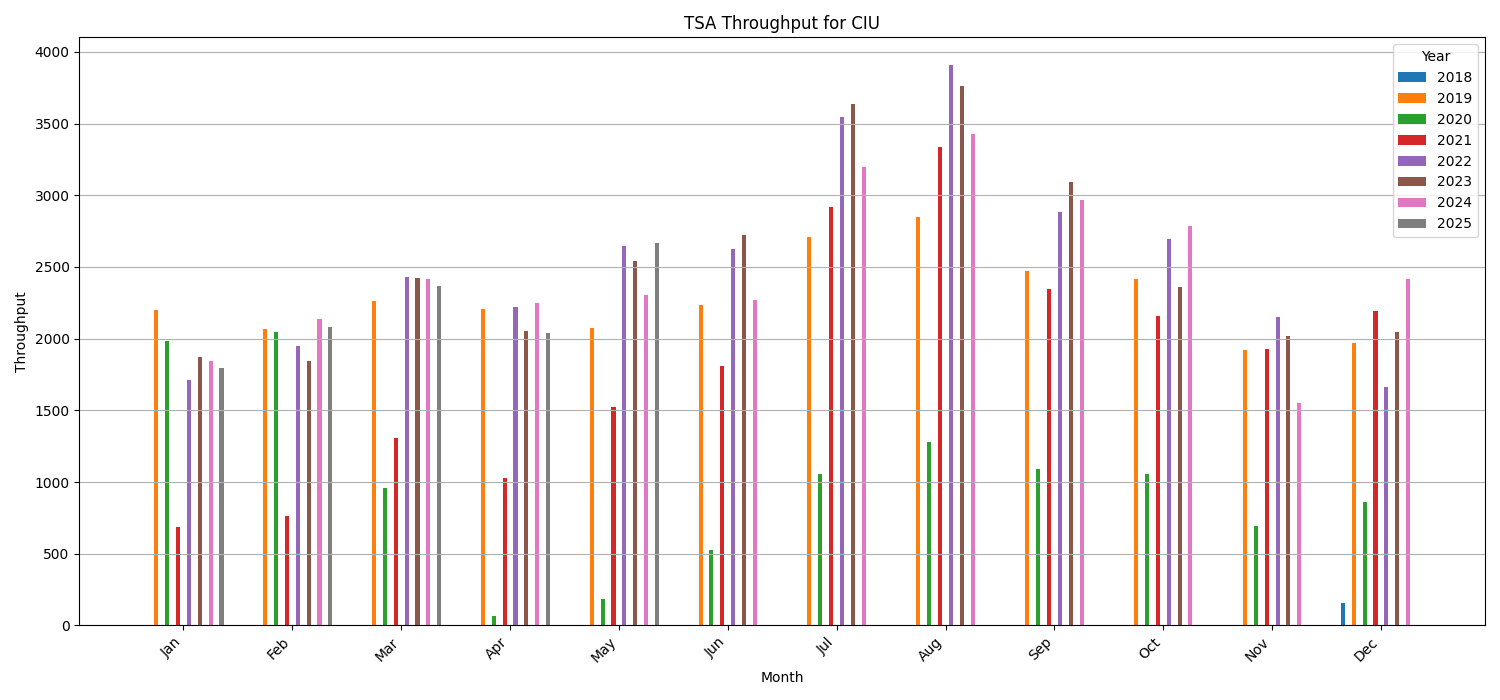 TSA Throughput for CIU
Throughput
4000
3500
3000
2500
2000
1500
1000
500
0
Year
2018
2019
2020
2021
2022
2023
2024
2025
Jan
Feb
Mar
Apr
May
Jun
Jul
Aug
Sep
Oct
Nov
Dec
Month